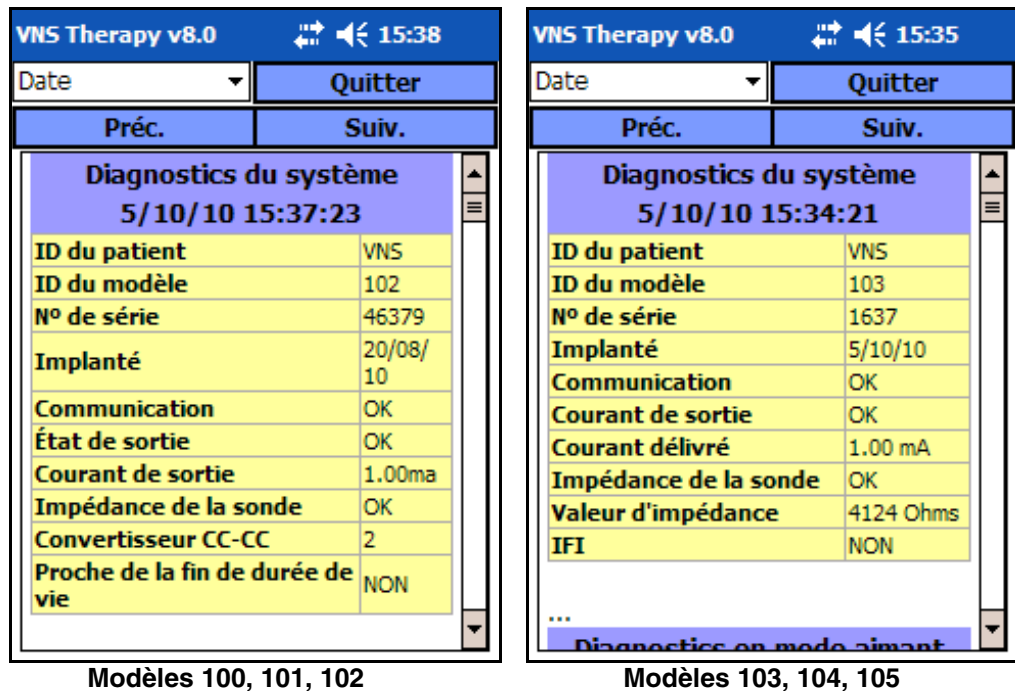 VNS Therapy v8.0 15:38
Date Quitter
Préc. Suiv.
Diagnostics du système
5/10/10 15:37:23
ID du patient VNS
ID du modèle 102
Nº de série 46379
Implanté 20/08/
10
Communication OK
État de sortie OK
Courant de sortie 1.00ma
Impédance de la sonde OK
Convertisseur CC-CC 2
Proche de la fin de durée de
vie NON
Modèles 100, 101, 102
VNS Therapy v8.0 15:35
Date Quitter
Préc. Suiv.
Diagnostics du système
5/10/10 15:34:21
ID du patient VNS
ID du modèle 103
Nº de série 1637
Implanté 5/10/10
Communication OK
Courant de sortie OK
Courant délivré 1.00 mA
Impédance de la sonde OK
Valeur d'impédance 4124 Ohms
IFI NON
...
Diagnostics en mode aimant
Modèles 103, 104, 105